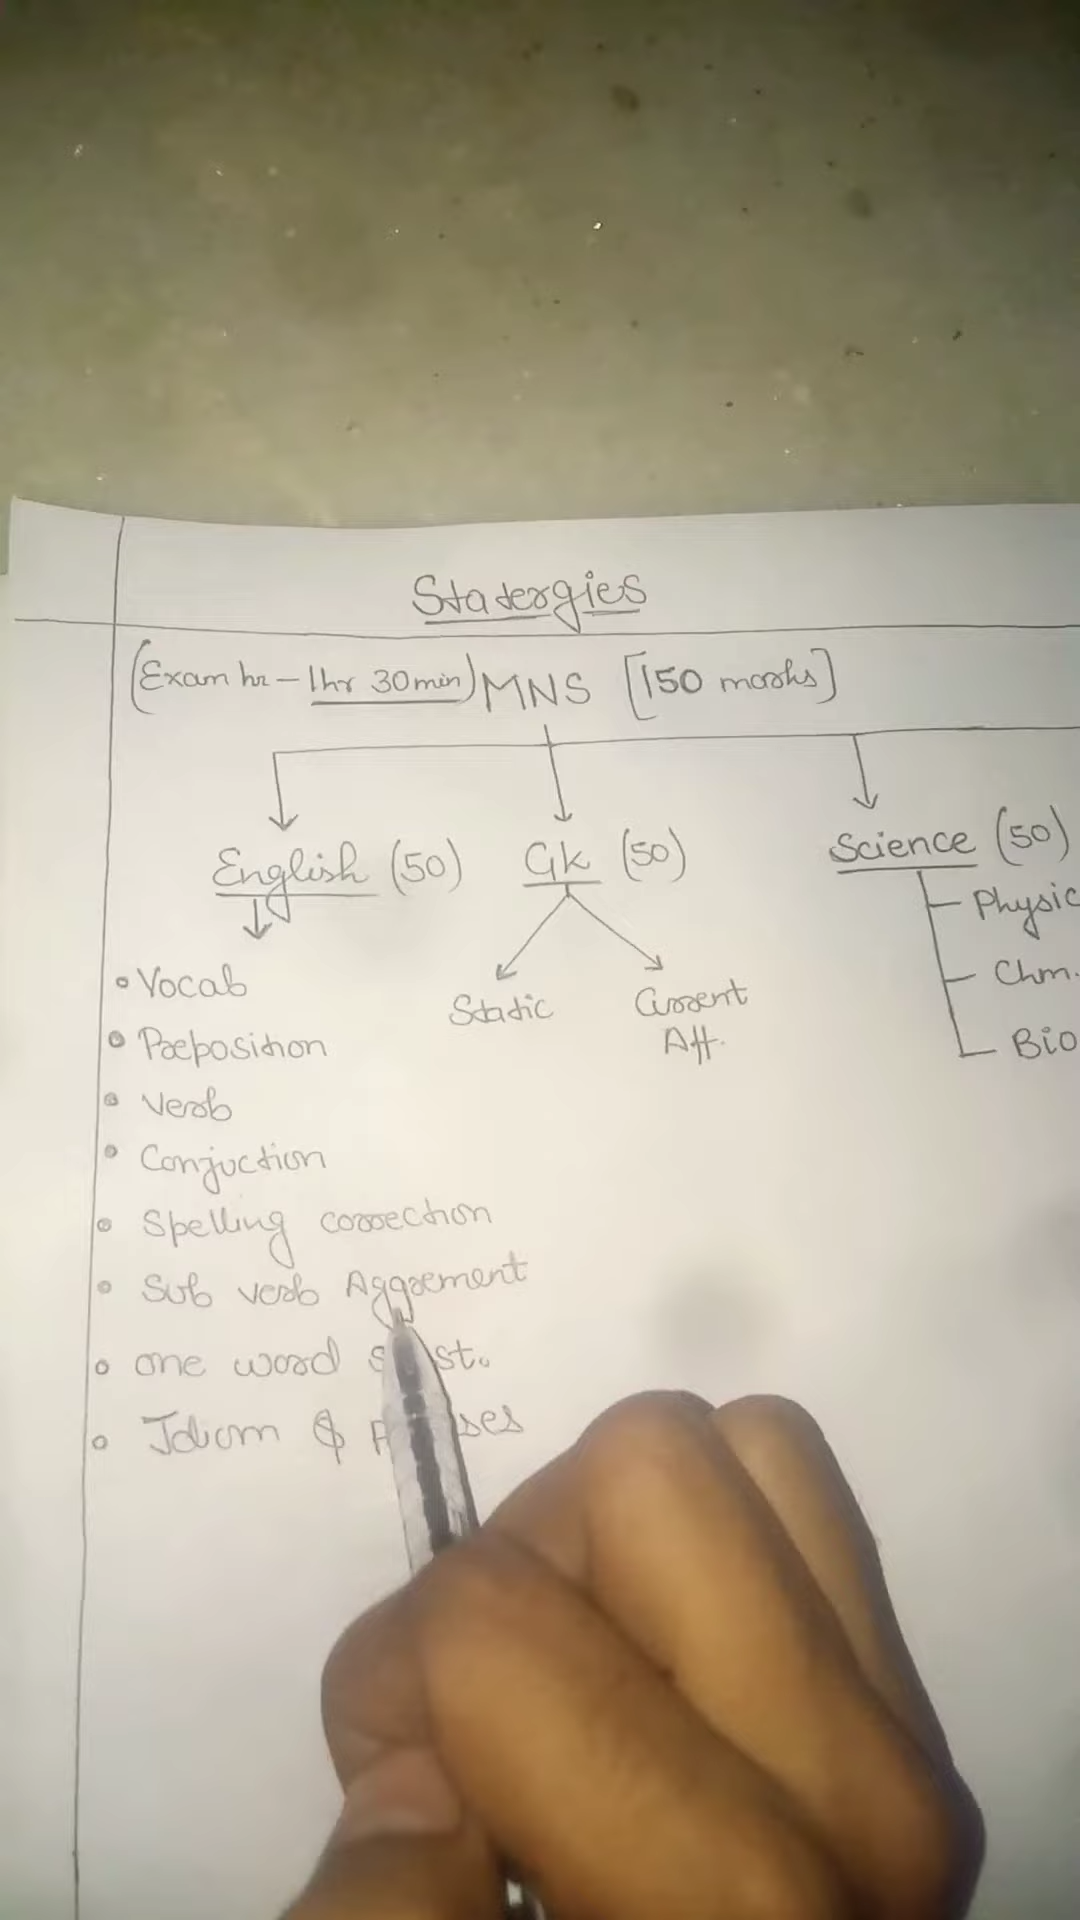 Statergies
(Exam hr - 1hr 30min) MNS [150 marks]
English (50)
GK (50)
Science (50)
Static
Current
Aff.
Physic
Chm.
Bio
• Vocab
• Preposition
• Verb
• Conjuction
• Spelling correction
• Sub verb Aggrement
• one word
• Idiom &